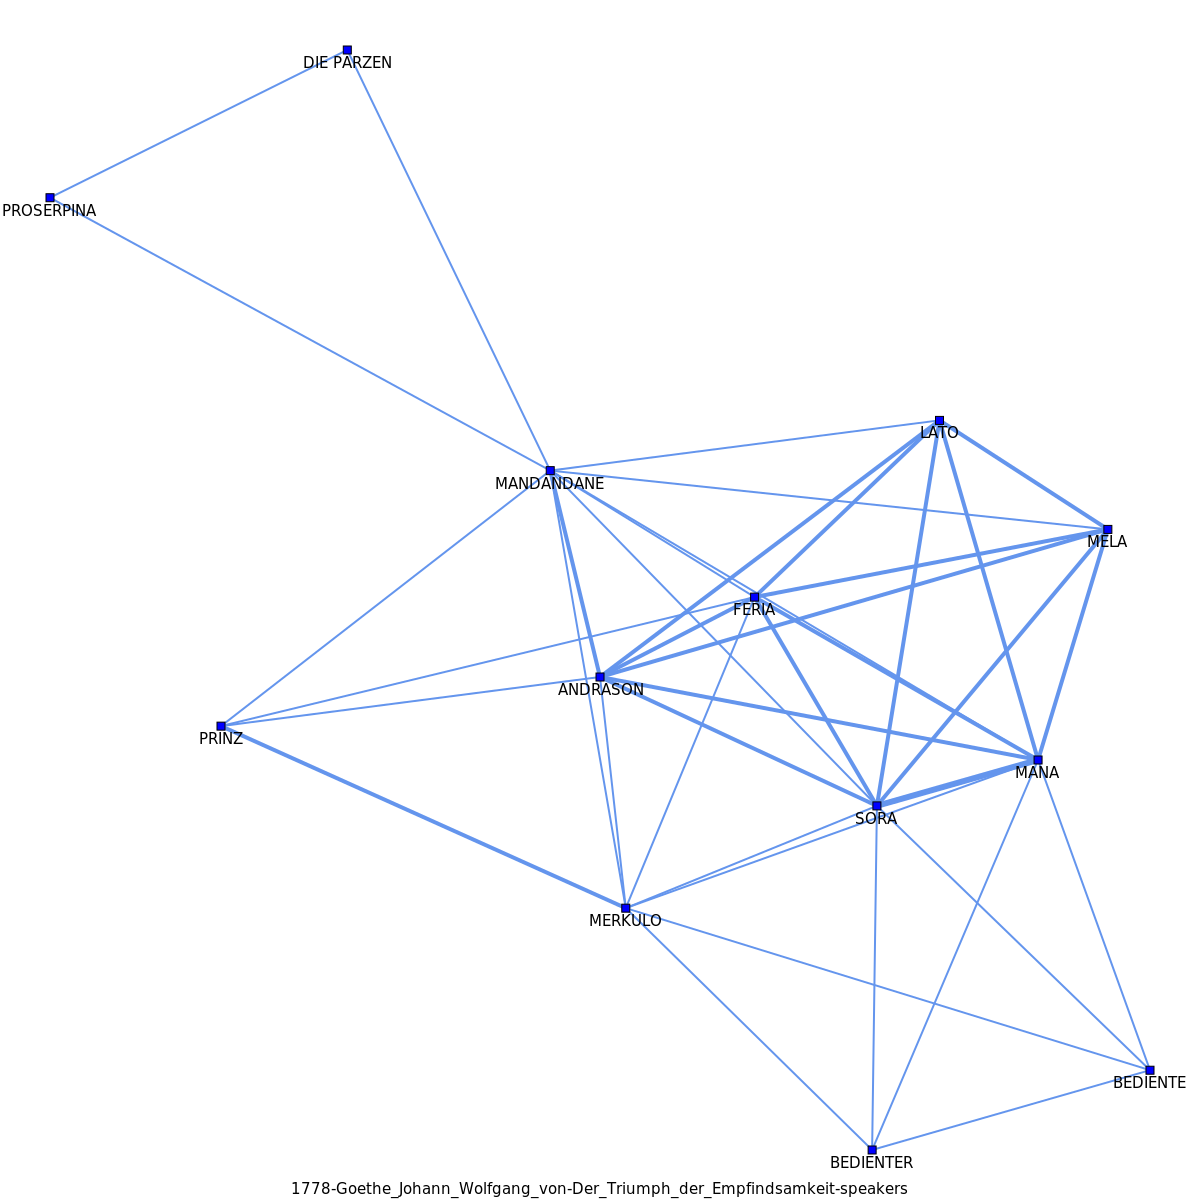 DIE PARZEN
PROSERPINA
LATO
MANDANDANE
MELA
FERIA
ANDRASON
PRINZ
MANA
SORA
MERKULO
BEDIENTE
BEDIENTER
1778-Goethe_Johann_Wolfgang_von-Der_Triumph_der_Empfindsamkeit-speakers